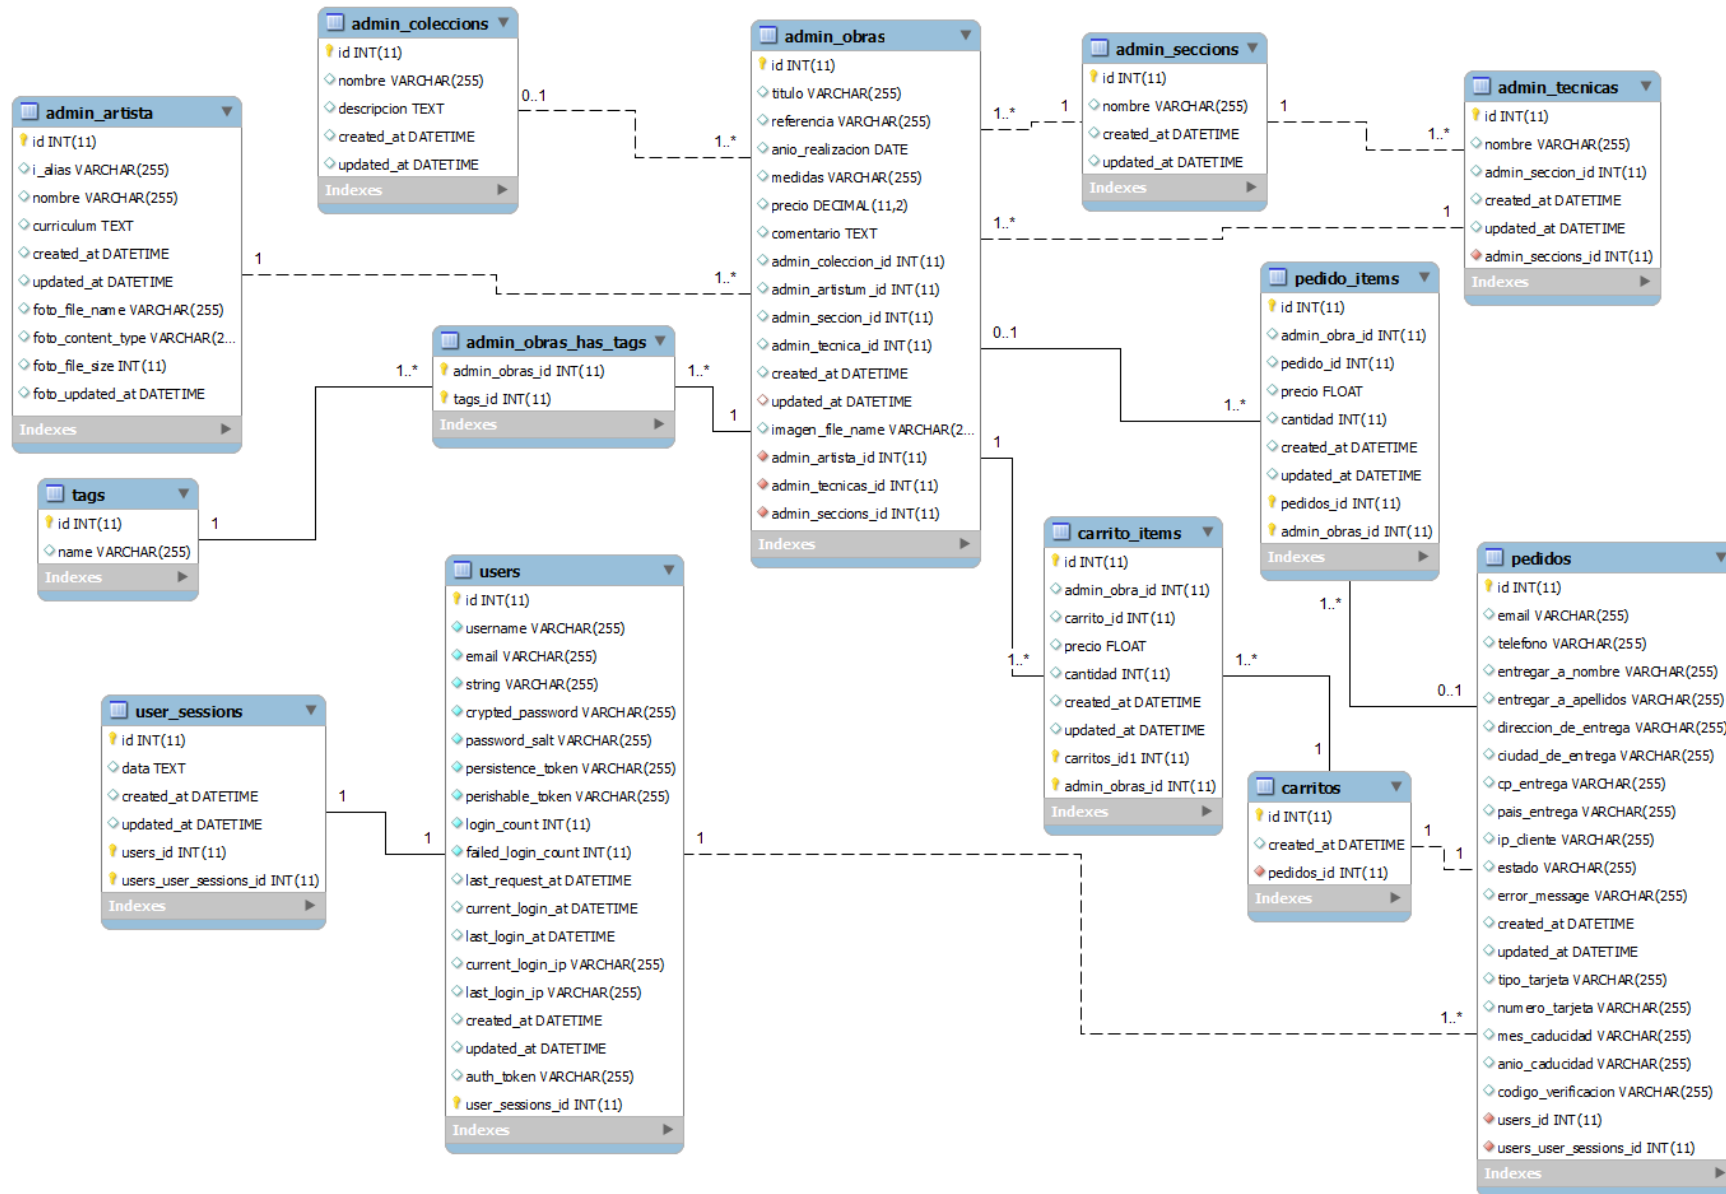 admin_coleccions
id INT(11)
nombre VARCHAR(255)
descripcion TEXT
created_at DATETIME
updated_at DATETIME
Indexes
admin_artista
id INT(11)
i_alias VARCHAR(255)
nombre VARCHAR(255)
curriculum TEXT
created_at DATETIME
updated_at DATETIME
foto_file_name VARCHAR(255)
foto_content_type VARCHAR(2...
foto_file_size INT(11)
foto_updated_at DATETIME
Indexes
admin_obras
id INT(11)
titulo VARCHAR(255)
referencia VARCHAR(255)
anio_realizacion DATE
medidas VARCHAR(255)
precio DECIMAL(11,2)
comentario TEXT
admin_coleccion_id INT(11)
admin_artistum_id INT(11)
admin_seccion_id INT(11)
admin_tecnica_id INT(11)
created_at DATETIME
updated_at DATETIME
imagen_file_name VARCHAR(2...
admin_artista_id INT(11)
admin_tecnicas_id INT(11)
admin_seccions_id INT(11)
Indexes
admin_seccions
id INT(11)
nombre VARCHAR(255)
created_at DATETIME
updated_at DATETIME
Indexes
admin_tecnicas
id INT(11)
nombre VARCHAR(255)
admin_seccion_id INT(11)
created_at DATETIME
updated_at DATETIME
admin_seccions_id INT(11)
Indexes
0..1
1..*
1..*
1
1
1..*
1..*
1
1
1..*
admin_obras_has_tags
admin_obras_id INT(11)
tags_id INT(11)
Indexes
1..*
1..*
1
1
tags
id INT(11)
name VARCHAR(255)
Indexes
pedido_items
id INT(11)
admin_obra_id INT(11)
pedido_id INT(11)
precio FLOAT
cantidad INT(11)
created_at DATETIME
updated_at DATETIME
pedidos_id INT(11)
admin_obras_id INT(11)
Indexes
0..1
1..*
1
1..*
carrito_items
id INT(11)
admin_obra_id INT(11)
carrito_id INT(11)
precio FLOAT
cantidad INT(11)
created_at DATETIME
updated_at DATETIME
carritos_id1 INT(11)
admin_obras_id INT(11)
Indexes
1..*
1
1..*
0..1
users
id INT(11)
username VARCHAR(255)
email VARCHAR(255)
string VARCHAR(255)
crypted_password VARCHAR(255)
password_salt VARCHAR(255)
persistence_token VARCHAR(255)
perishable_token VARCHAR(255)
login_count INT(11)
failed_login_count INT(11)
last_request_at DATETIME
current_login_at DATETIME
last_login_at DATETIME
current_login_ip VARCHAR(255)
last_login_ip VARCHAR(255)
created_at DATETIME
updated_at DATETIME
auth_token VARCHAR(255)
user_sessions_id INT(11)
Indexes
user_sessions
id INT(11)
data TEXT
created_at DATETIME
updated_at DATETIME
users_id INT(11)
users_user_sessions_id INT(11)
Indexes
1
1
1
1..*
carritos
id INT(11)
created_at DATETIME
pedidos_id INT(11)
Indexes
1
1
pedidos
id INT(11)
email VARCHAR(255)
telefono VARCHAR(255)
entregar_a_nombre VARCHAR(255)
entregar_a_apellidos VARCHAR(255)
direccion_de_entrega VARCHAR(255)
ciudad_de_entrega VARCHAR(255)
cp_entrega VARCHAR(255)
pais_entrega VARCHAR(255)
ip_cliente VARCHAR(255)
estado VARCHAR(255)
error_message VARCHAR(255)
created_at DATETIME
updated_at DATETIME
tipo_tarjeta VARCHAR(255)
numero_tarjeta VARCHAR(255)
mes_caducidad VARCHAR(255)
anio_caducidad VARCHAR(255)
codigo_verificacion VARCHAR(255)
users_id INT(11)
users_user_sessions_id INT(11)
Indexes